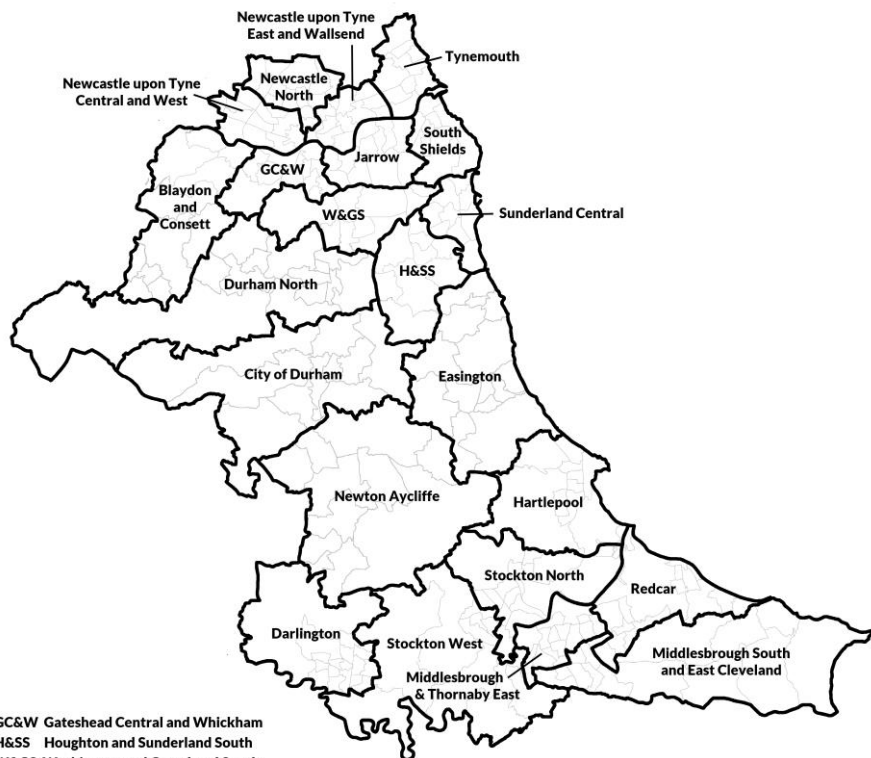 Newcastle upon Tyne
East and Wallsend
Tynemouth
Newcastle upon Tyne
Central and West
Newcastle
North
South
Shields
Jarrow
GC&W
Blaydon
and
Consett
W&GS
Sunderland Central
H&SS
Durham North
City of Durham
Easington
Newton Aycliffe
Hartlepool
Stockton North
Redcar
Darlington
Stockton West
Middlesbrough South
and East Cleveland
Middlesbrough
& Thornaby East
GC&W Gateshead Central and Whickham
H&SS Houghton and Sunderland South